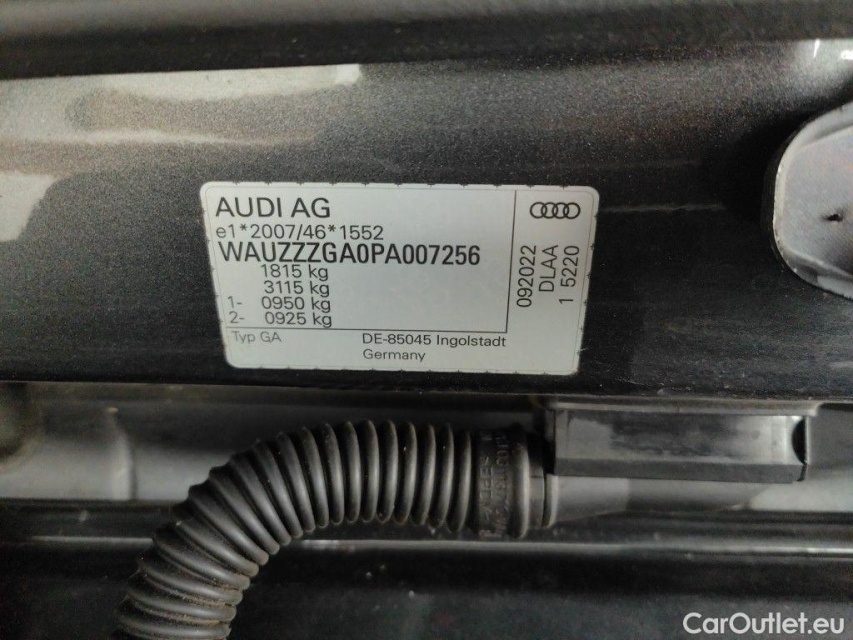 AUDI AG
e1*2007/46*1552
WAUZZZGA0PA007256
1815 kg
3115 kg
1- 0950 kg
2- 0925 kg
Typ GA
DE-85045 Ingolstadt
Germany
092022
DLAA
1 5220
CarOutlet.eu